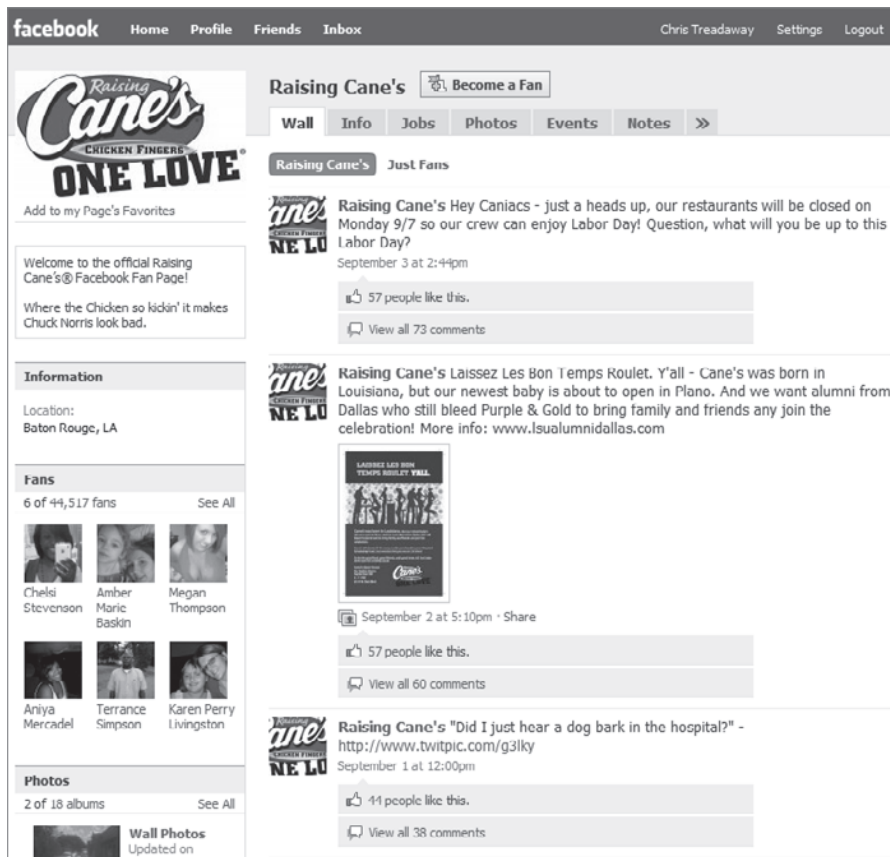 facebook Home Profile Friends Inbox Chris Treadaway Settings Logout
Raising
Cane's
CHICKEN FINGERS
ONE LOVE
Add to my Page's Favorites
Welcome to the official Raising
Cane's® Facebook Fan Page!
Where the Chicken so kickin' it makes
Chuck Norris look bad.
Information
Location:
Baton Rouge, LA
Fans
6 of 44,517 fans See All
Chelsi
Stevenson
Amber
Marie
Baskin
Megan
Thompson
Aniya
Mercadel
Terrance
Simpson
Karen Perry
Livingston
Photos
2 of 18 albums See All
Wall Photos
Updated on
Raising Cane's Become a Fan
Wall Info Jobs Photos Events Notes »
Raising Cane's Just Fans
Raising Cane's Hey Caniacs - just a heads up, our restaurants will be closed on
Monday 9/7 so our crew can enjoy Labor Day! Question, what will you be up to this
Labor Day?
September 3 at 2:44pm
57 people like this.
View all 73 comments
Raising Cane's Laissez Les Bon Temps Roulet. Y'all - Cane's was born in
Louisiana, but our newest baby is about to open in Plano. And we want alumni from
Dallas who still bleed Purple & Gold to bring family and friends any join the
celebration! More info: www.lsualumnidallas.com
LAISSEZ LES BON
TEMPS ROULET YALL
Cane's
ONE LOVE
September 2 at 5:10pm · Share
57 people like this.
View all 60 comments
Raising Cane's "Did I just hear a dog bark in the hospital?" -
http://www.twitpic.com/g3lky
September 1 at 12:00pm
44 people like this.
View all 38 comments